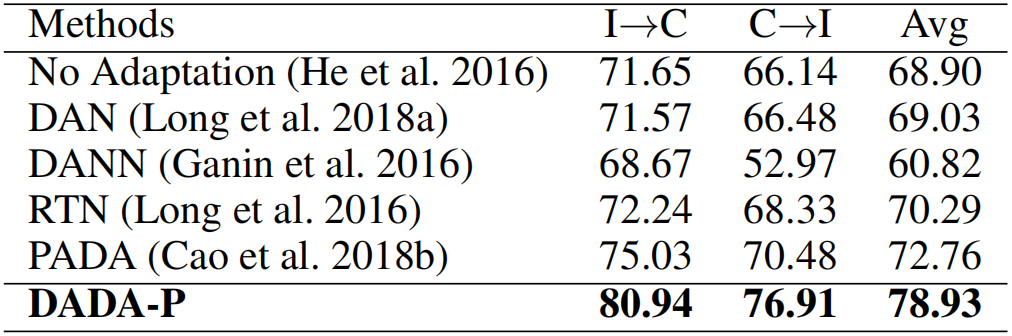 Methods I→C C→I Avg
No Adaptation (He et al. 2016) 71.65 66.14 68.90
DAN (Long et al. 2018a) 71.57 66.48 69.03
DANN (Ganin et al. 2016) 68.67 52.97 60.82
RTN (Long et al. 2016) 72.24 68.33 70.29
PADA (Cao et al. 2018b) 75.03 70.48 72.76
DADA-P 80.94 76.91 78.93